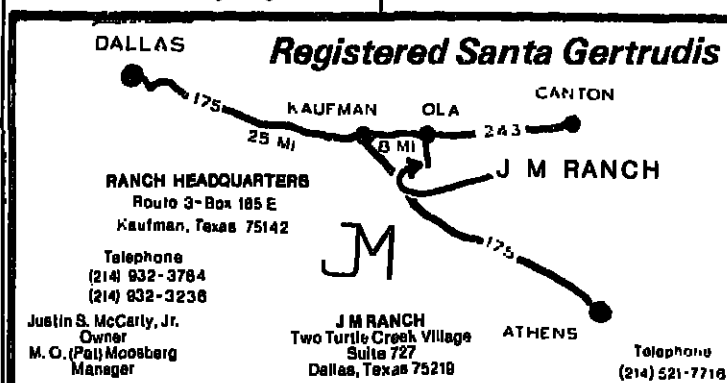 Registered Santa Gertrudis
DALLAS
175
25 MI
KAUFMAN
OLA
8 MI
243
CANTON
J M RANCH
175
ATHENS
RANCH HEADQUARTERS
Route 3-Box 185 E
Kaufman, Texas 75142
Telephone
(214) 932-3764
(214) 932-3236
Justin S. McCarty, Jr.
Owner
M. O. (Pat) Moosberg
Manager
JM
J M RANCH
Two Turtle Creek Village
Suite 727
Dallas, Texas 75219
Telephone
(214) 521-7716